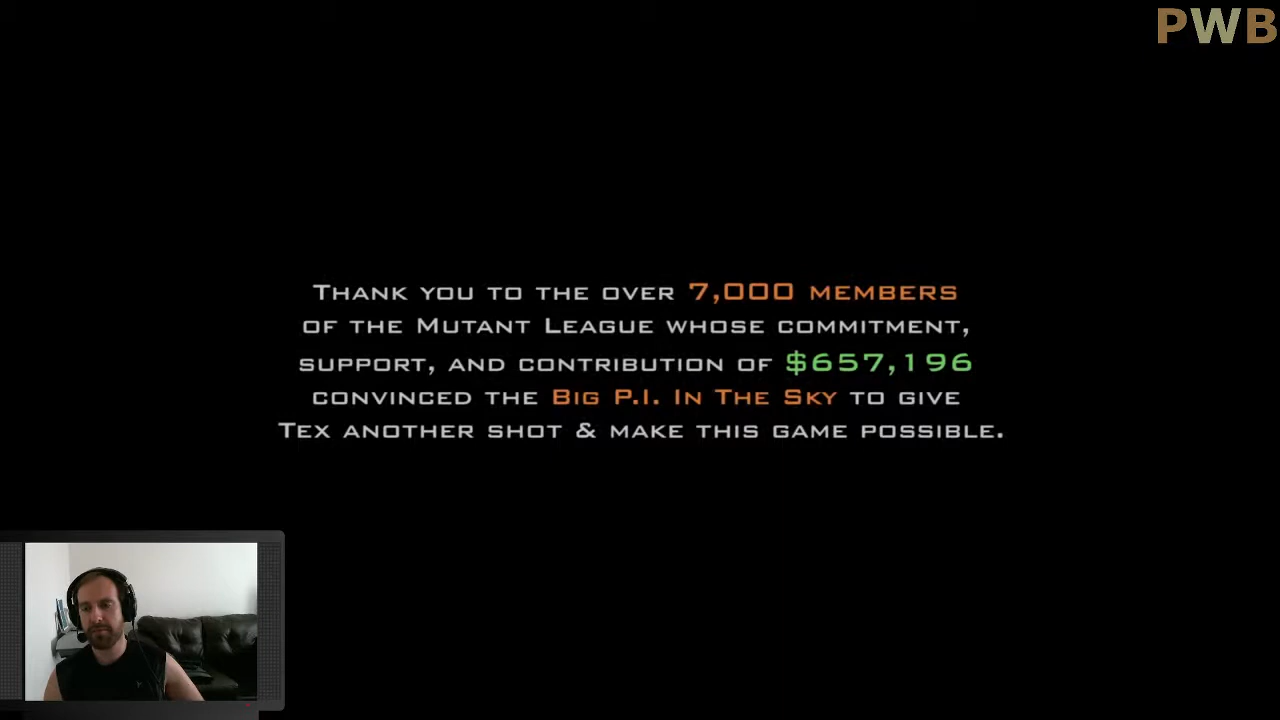 PWB
THANK YOU TO THE OVER 7,000 MEMBERS
OF THE MUTANT LEAGUE WHOSE COMMITMENT,
SUPPORT, AND CONTRIBUTION OF $657,196
CONVINCED THE BIG P.I. IN THE SKY TO GIVE
TEX ANOTHER SHOT & MAKE THIS GAME POSSIBLE.